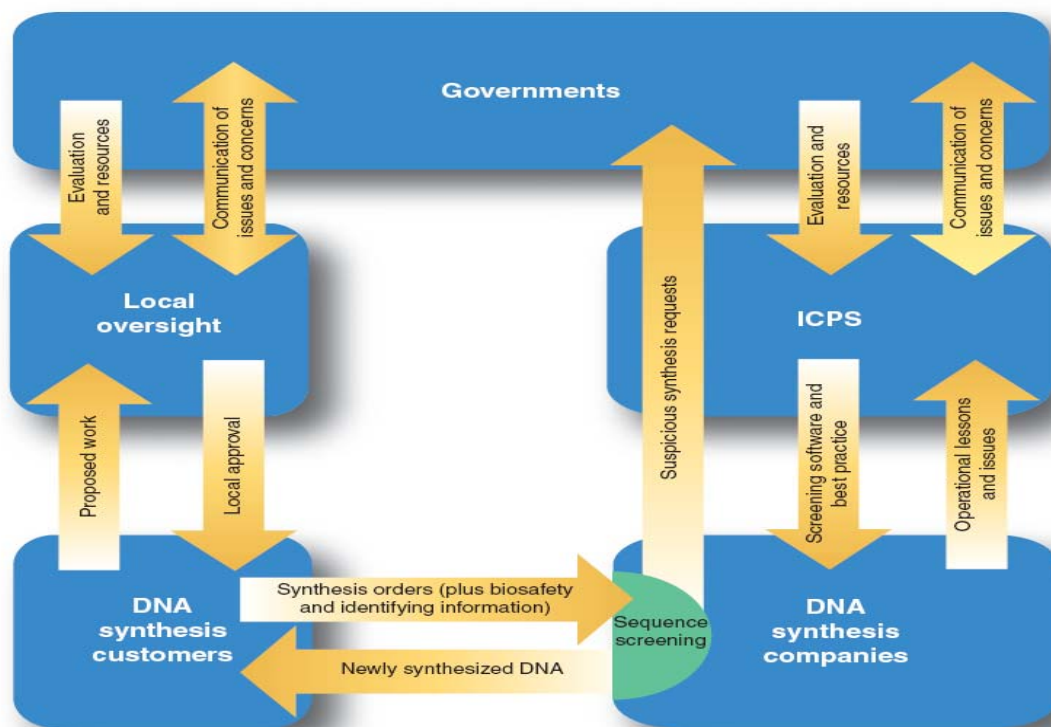 Governments
Evaluation
and resources
Communication of
issues and concerns
Suspicious synthesis requests
Evaluation and
resources
Communication of
issues and concerns
Local
oversight
ICPS
Proposed work
Local approval
Screening software and
best practice
Operational lessons
and issues
DNA
synthesis
customers
Synthesis orders (plus biosafety
and identifying information)
Newly synthesized DNA
Sequence
screening
DNA
synthesis
companies